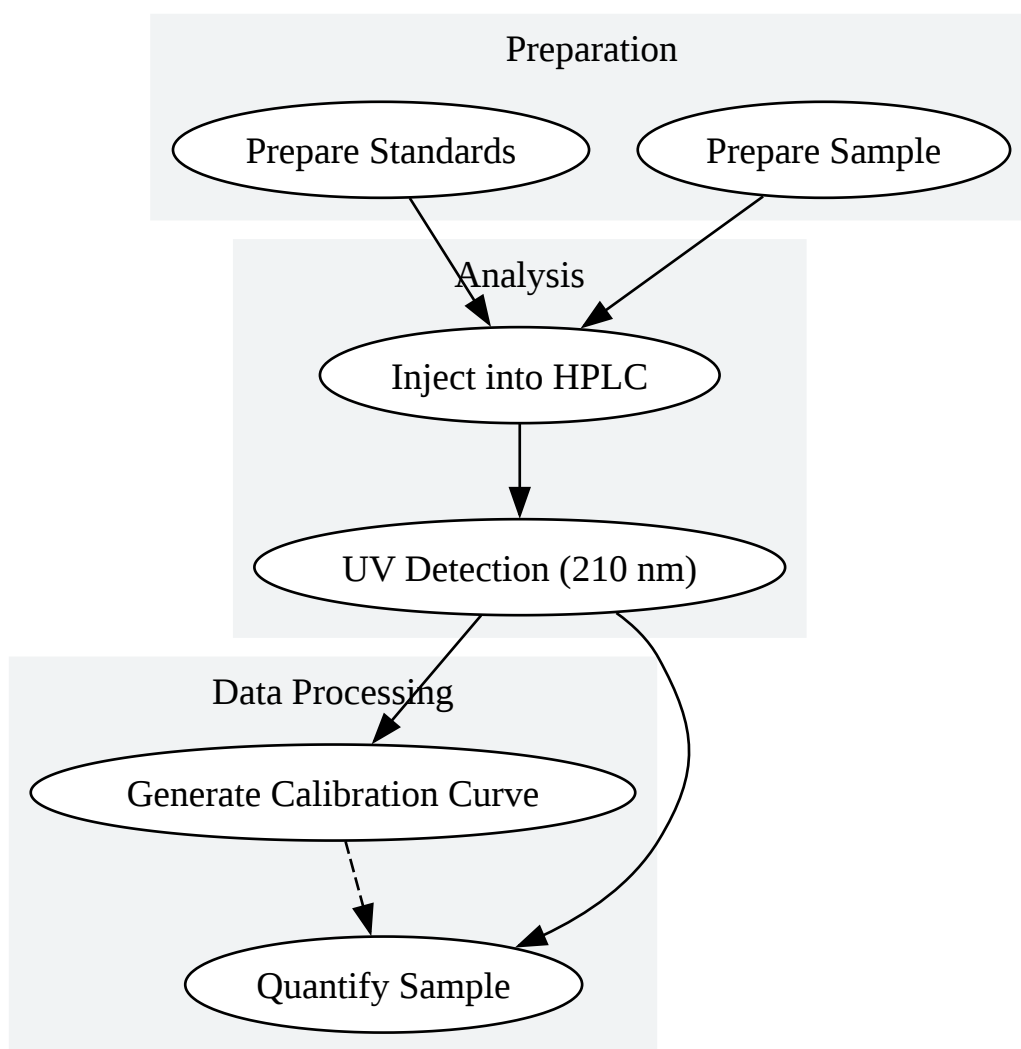 Preparation
Prepare Standards
Prepare Sample
Analysis
Inject into HPLC
UV Detection (210 nm)
Data Processing
Generate Calibration Curve
Quantify Sample